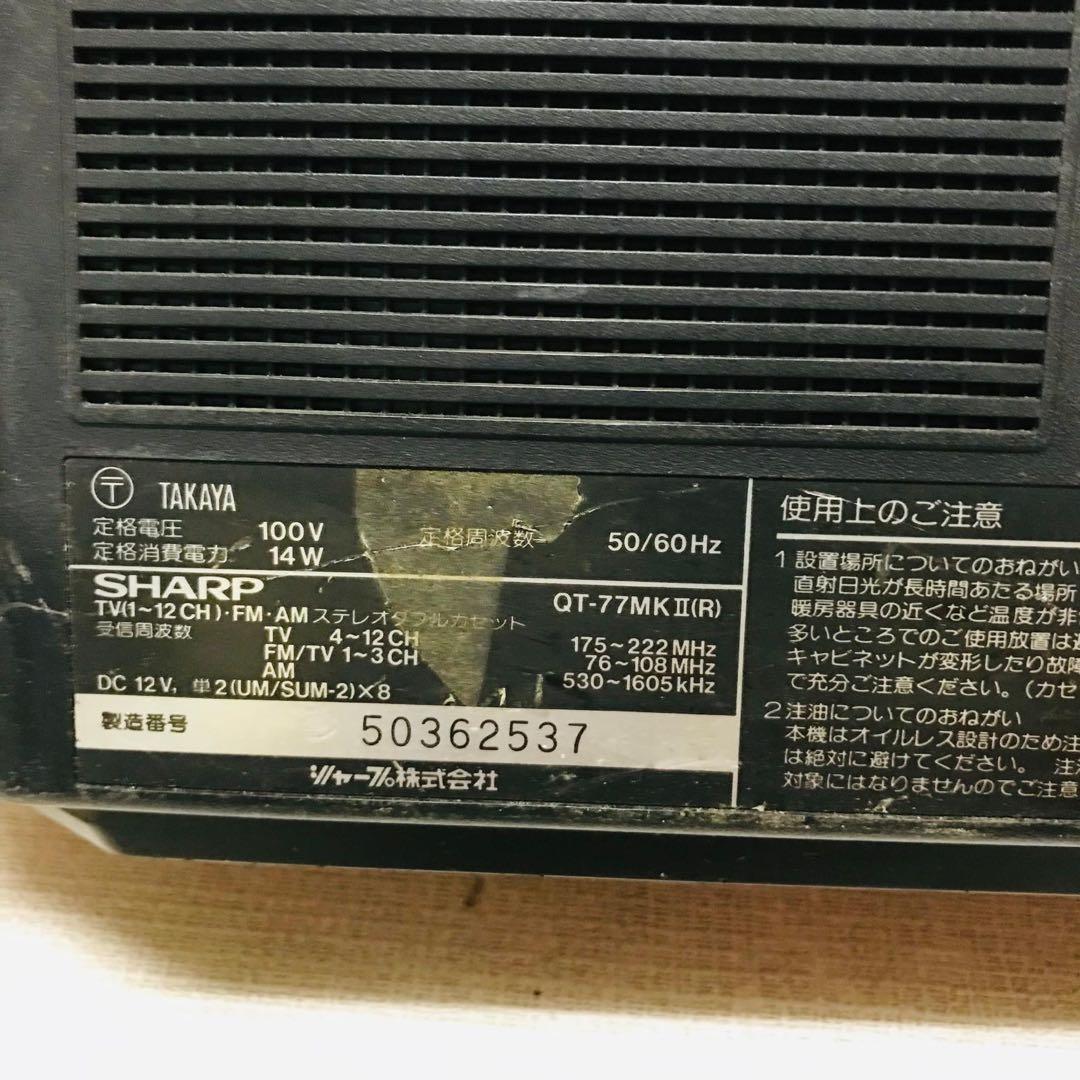 〒 TAKAYA
定格電圧 100V 定格周波数 50/60Hz
定格消費電力 14W
SHARP
QT-77MKⅡ(R)
TV(1~12CH)・FM・AM ステレオダブルカセット
受信周波数 TV 4~12CH 175~222MHz
FM/TV 1~3CH 76~108MHz
AM 530~1605kHz
DC 12V, 単2(UM/SUM-2)×8
製造番号 50362537
シャープ株式会社
使用上のご注意
1 設置場所についてのおねがい
直射日光が長時間あたる場所
暖房器具の近くなど温度が非
多いところでのご使用放置は
キャビネットが変形したり故障
で充分ご注意ください。(カセ
2 注油についてのおねがい
本機はオイルレス設計のため注
は絶対に避けてください。 注
対象にはなりませんのでご注意